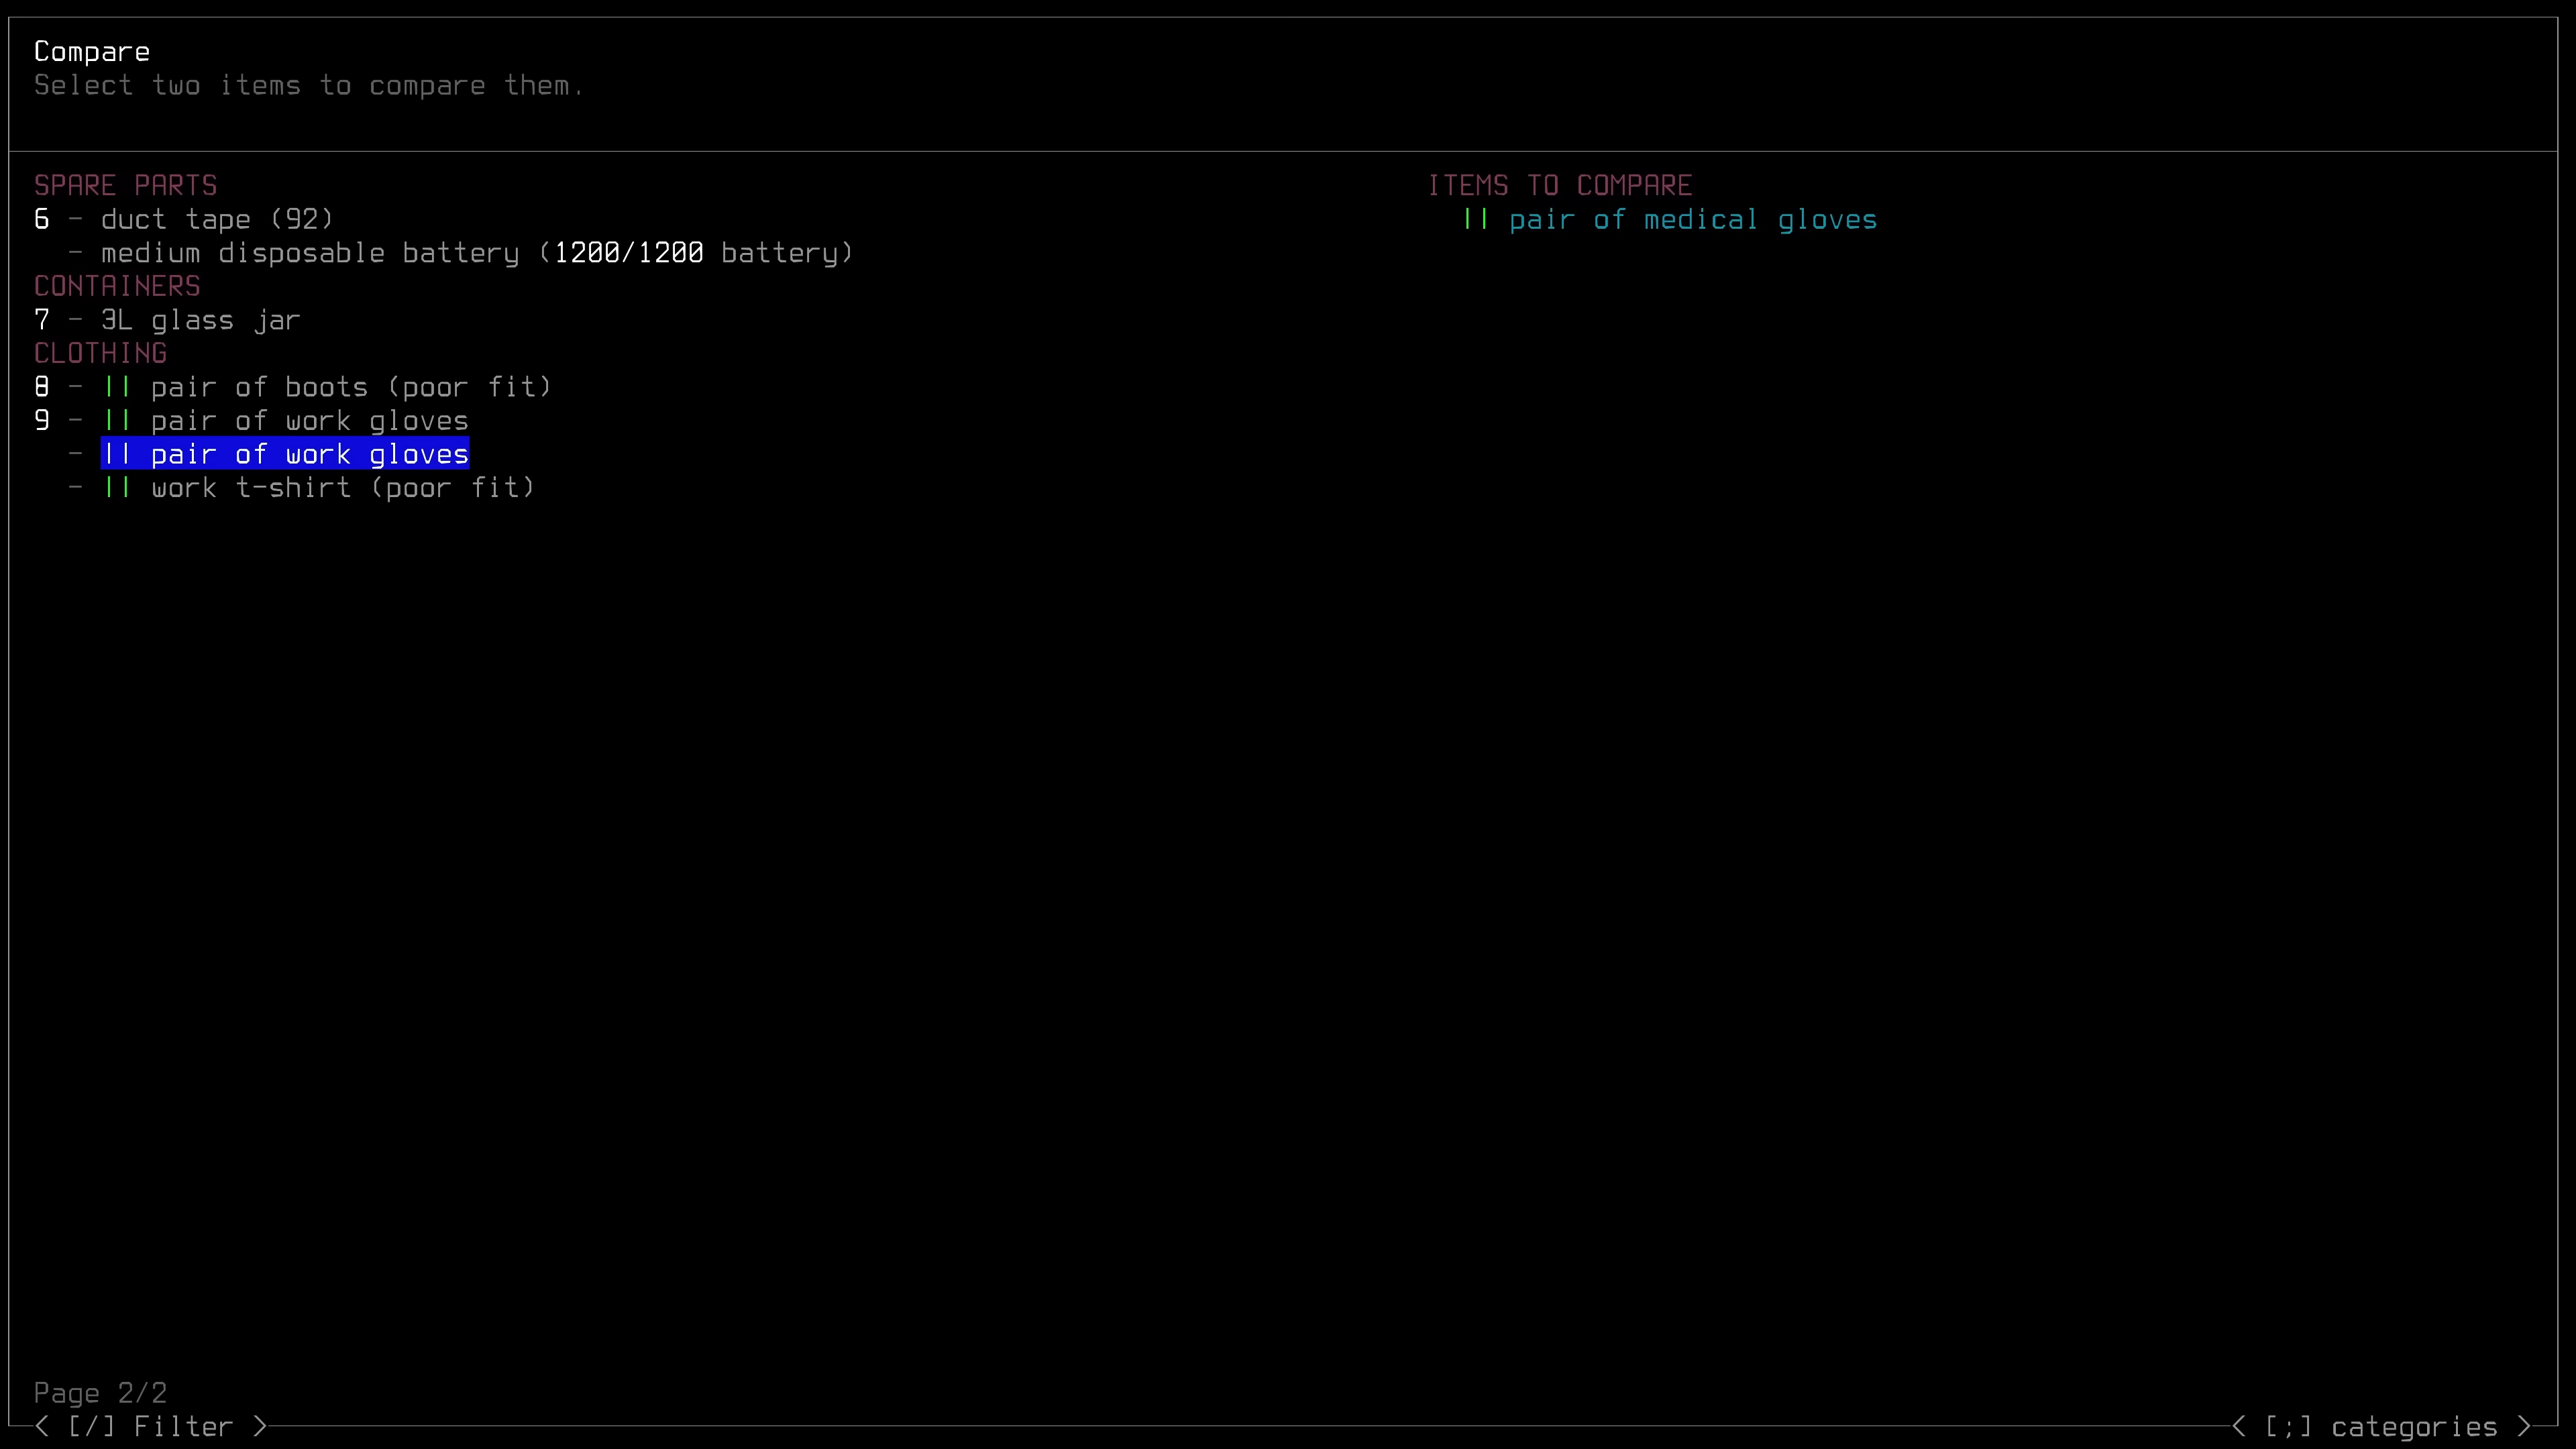 Compare
Select two items to compare them.
SPARE PARTS
6 - duct tape (92)
- medium disposable battery (1200/1200 battery)
CONTAINERS
7 - 3L glass jar
CLOTHING
8 - || pair of boots (poor fit)
9 - || pair of work gloves
- || pair of work gloves
- || work t-shirt (poor fit)
ITEMS TO COMPARE
|| pair of medical gloves
Page 2/2
< [/] Filter >
< [;] categories >